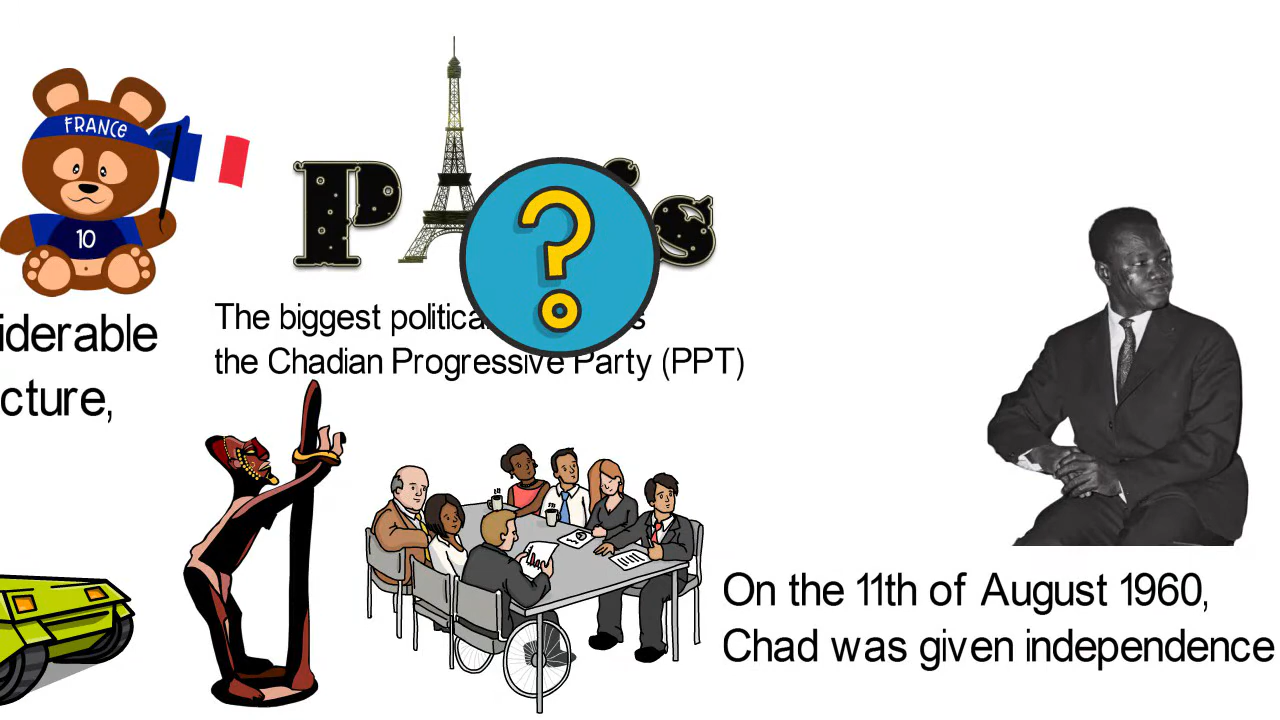 FRANCE
10
iderable
cture,
The biggest
the Chadian Progressive Party (PPT)
On the 11th of August 1960,
Chad was given independence